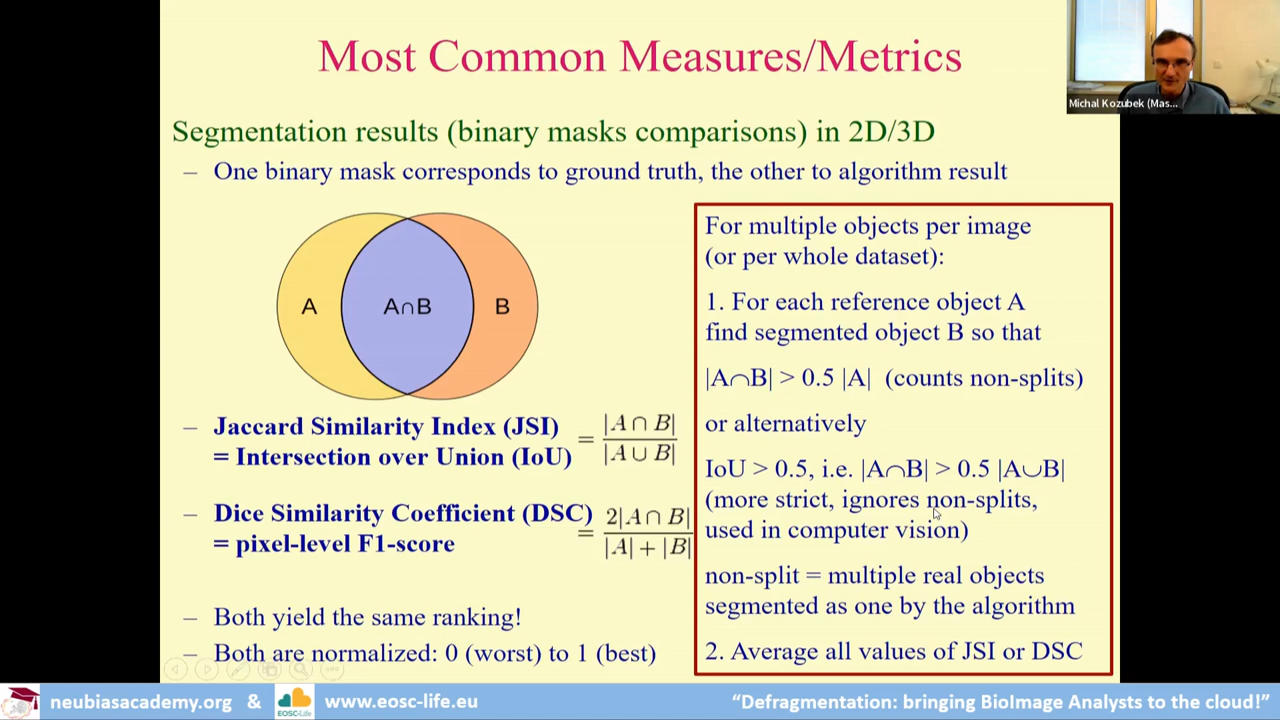 Most Common Measures/Metrics
Michal Kozubek (Mas...
Segmentation results (binary masks comparisons) in 2D/3D
– One binary mask corresponds to ground truth, the other to algorithm result
A
A∩B
B
– Jaccard Similarity Index (JSI)
= Intersection over Union (IoU)
= |A ∩ B| / |A ∪ B|
– Dice Similarity Coefficient (DSC)
= pixel-level F1-score
= 2|A ∩ B| / |A| + |B|
– Both yield the same ranking!
– Both are normalized: 0 (worst) to 1 (best)
For multiple objects per image
(or per whole dataset):
1. For each reference object A
find segmented object B so that
|A∩B| > 0.5 |A| (counts non-splits)
or alternatively
IoU > 0.5, i.e. |A∩B| > 0.5 |A∪B|
(more strict, ignores non-splits,
used in computer vision)
non-split = multiple real objects
segmented as one by the algorithm
2. Average all values of JSI or DSC
neubiasacademy.org & EOSC-Life www.eosc-life.eu "Defragmentation: bringing BioImage Analysts to the cloud!"